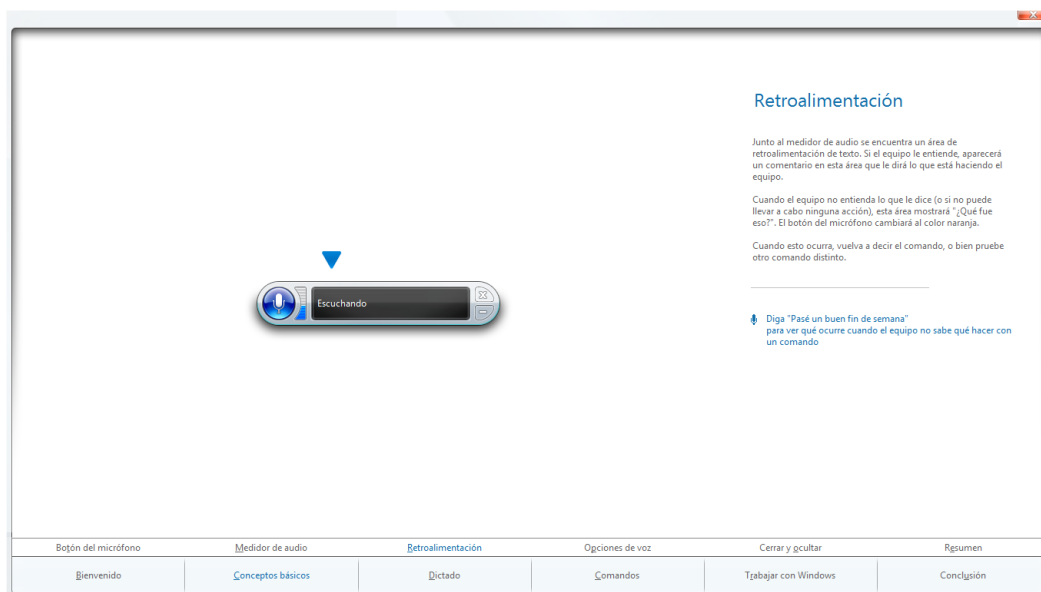 Retroalimentación
Junto al medidor de audio se encuentra un área de
retroalimentación de texto. Si el equipo le entiende, aparecerá
un comentario en esta área que le dirá lo que está haciendo el
equipo.
Cuando el equipo no entienda lo que le dice (o si no puede
llevar a cabo ninguna acción), esta área mostrará "¿Qué fue
eso?". El botón del micrófono cambiará al color naranja.
Cuando esto ocurra, vuelva a decir el comando, o bien pruebe
otro comando distinto.
Escuchando
Diga "Pasé un buen fin de semana"
para ver qué ocurre cuando el equipo no sabe qué hacer con
un comando
Botón del micrófono Medidor de audio Retroalimentación Opciones de voz Cerrar y ocultar Resumen
Bienvenido Conceptos básicos Dictado Comandos Trabajar con Windows Conclusión